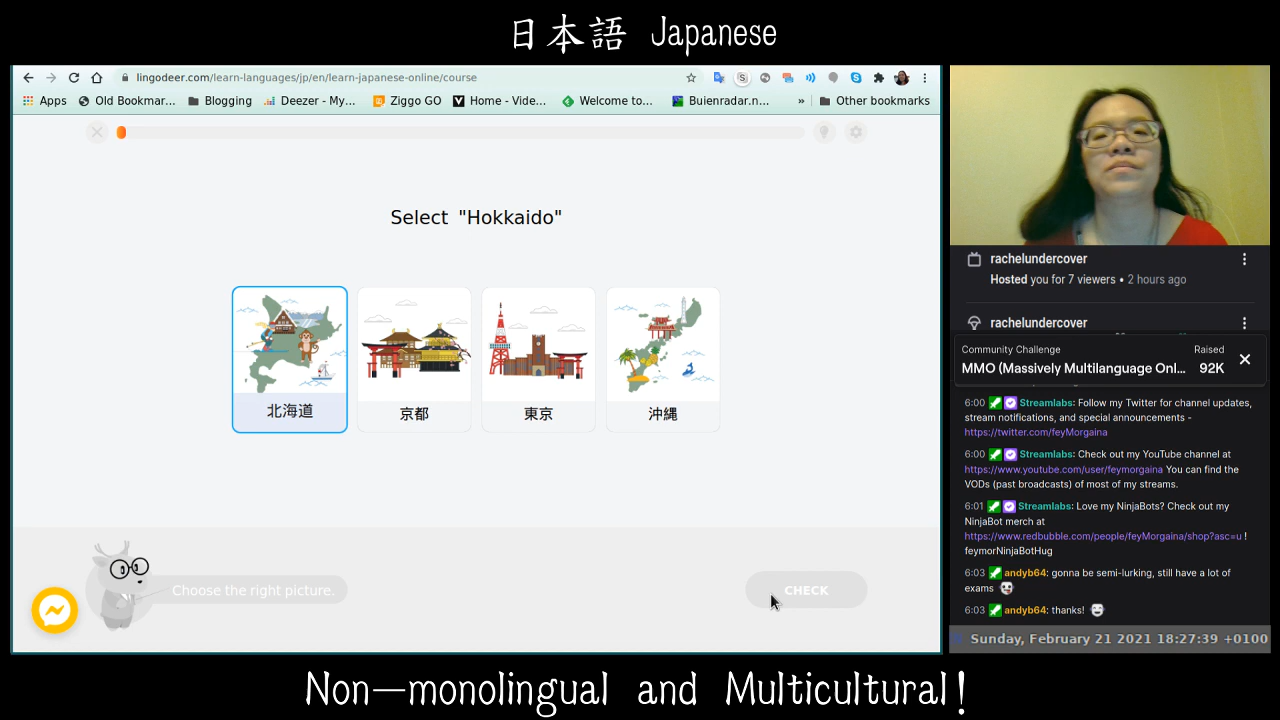 日本語 Japanese
lingodeer.com/learn-languages/jp/en/learn-japanese-online/course
Apps Old Bookmar... Blogging Deezer - My... Ziggo GO Home - Vide... Welcome to... Buienradar.n... » Other bookmarks
Select "Hokkaido"
北海道 京都 東京 沖縄
Choose the right picture.
CHECK
rachelundercover
Hosted you for 7 viewers • 2 hours ago
rachelundercover
Community Challenge Raised
MMO (Massively Multilanguage Onl... 92K
6:00 Streamlabs: Follow my Twitter for channel updates,
stream notifications, and special announcements -
https://twitter.com/feyMorgaina
6:00 Streamlabs: Check out my YouTube channel at
https://www.youtube.com/user/feymorgaina You can find the
VODs (past broadcasts) of most of my streams.
6:01 Streamlabs: Love my NinjaBots? Check out my
NinjaBot merch at
https://www.redbubble.com/people/feyMorgaina/shop?asc=u !
feymorNinjaBotHug
6:03 andyb64: gonna be semi-lurking, still have a lot of
exams
6:03 andyb64: thanks!
Sunday, February 21 2021 18:27:39 +0100
Non-monolingual and Multicultural!